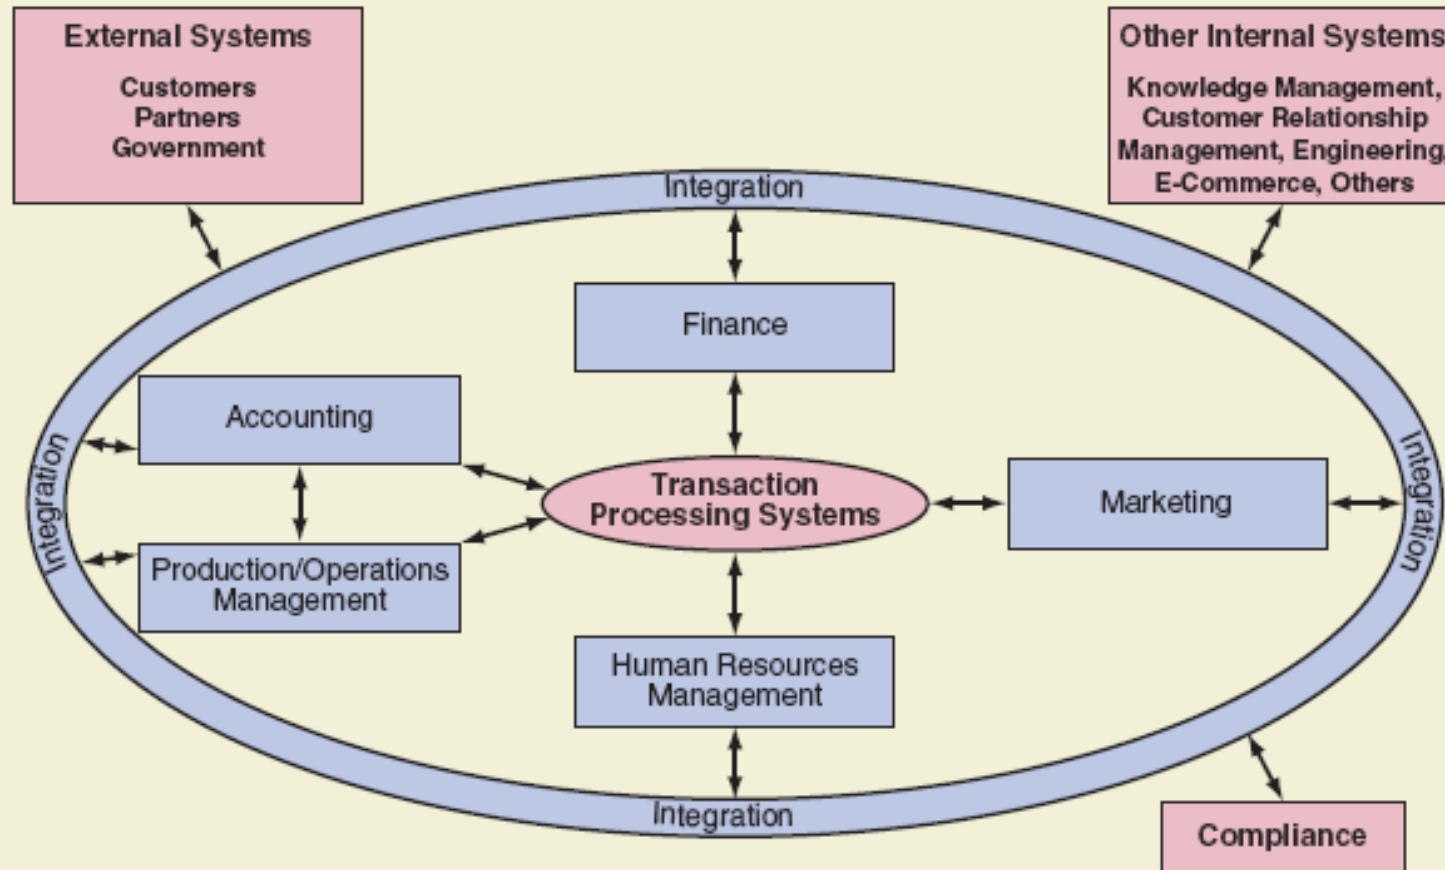 External Systems
Customers
Partners
Government
Other Internal Systems
Knowledge Management,
Customer Relationship
Management, Engineering,
E-Commerce, Others
Integration
Finance
Accounting
Integration
Transaction
Processing Systems
Marketing
Integration
Production/Operations
Management
Human Resources
Management
Integration
Compliance